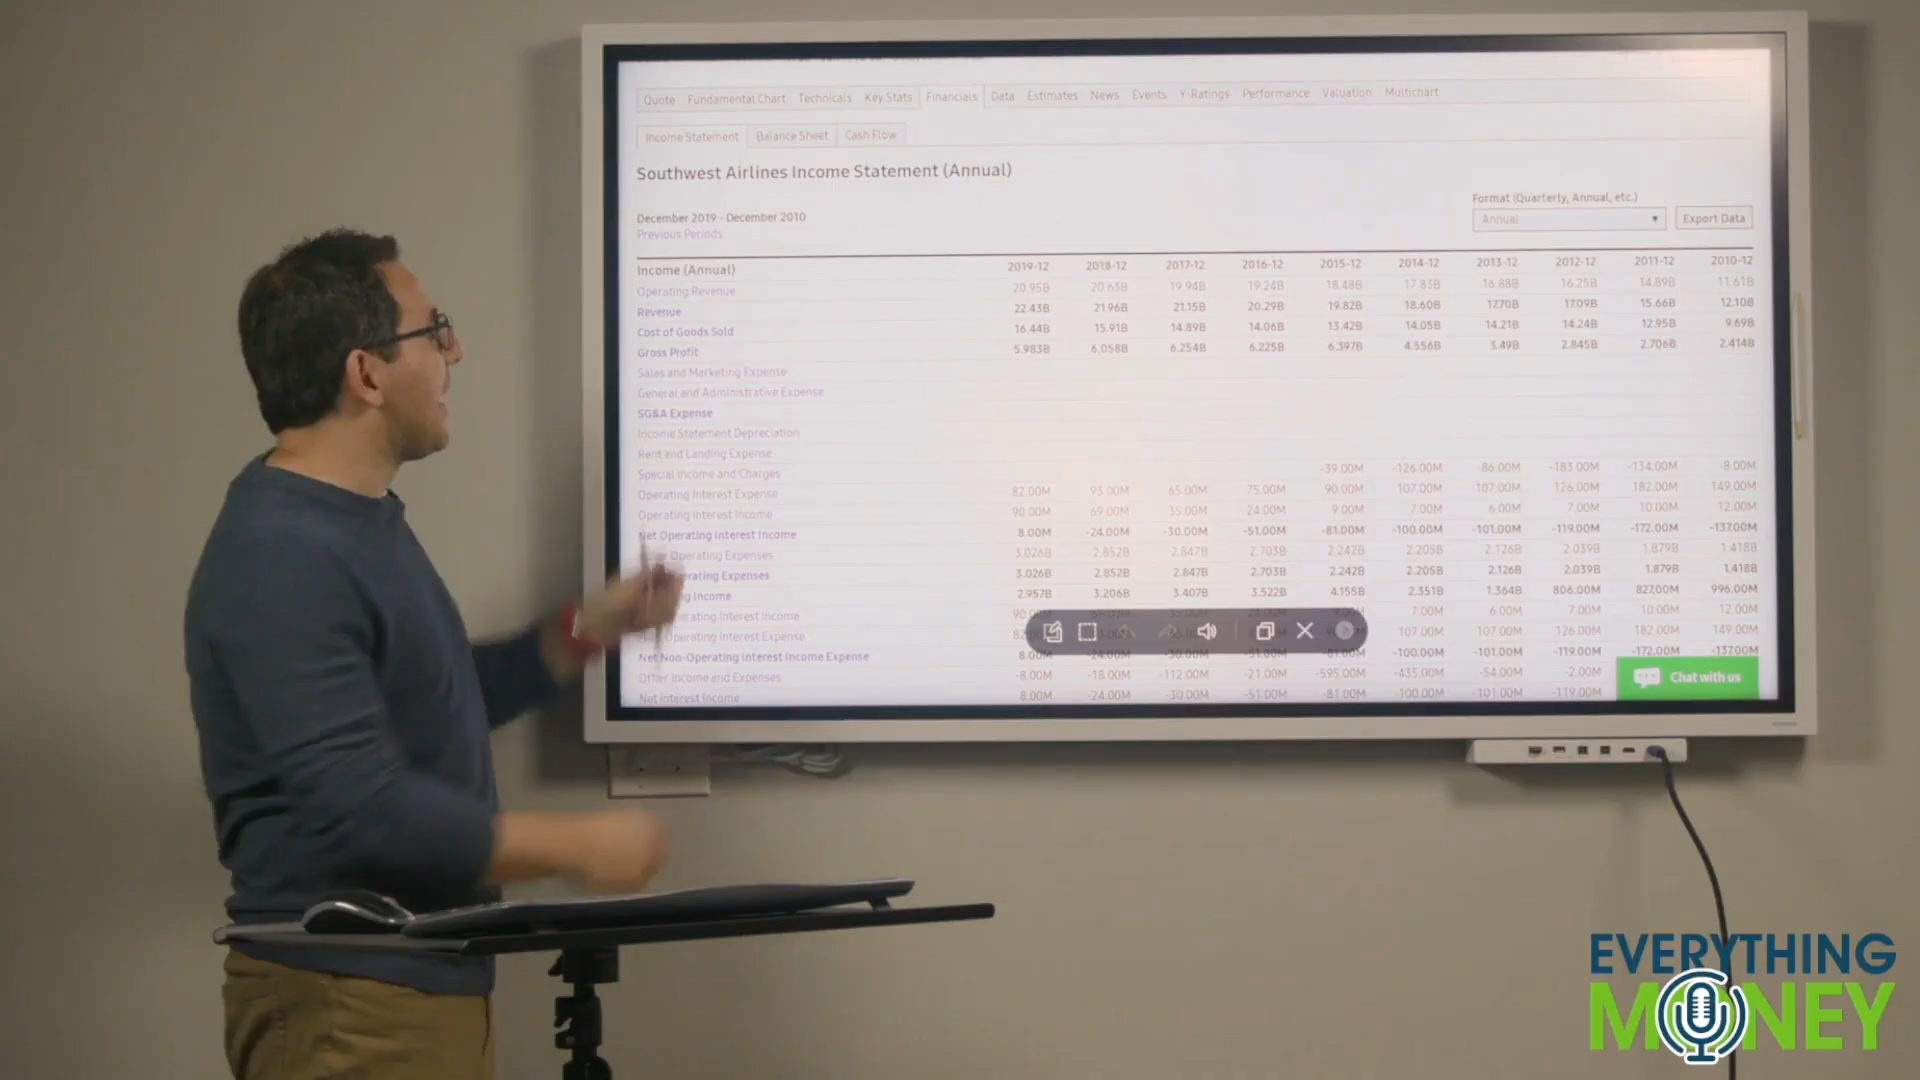 Quote Fundamental Chart Technicals Key Stats Financials Data Estimates News Events Y-Ratings Performance Valuation Multichart
Income Statement Balance Sheet Cash Flow
Southwest Airlines Income Statement (Annual)
Format (Quarterly, Annual, etc.)
December 2019 - December 2010
Annual Export Data
Previous Periods
Income (Annual) 2019-12 2018-12 2017-12 2016-12 2015-12 2014-12 2013-12 2012-12 2011-12 2010-12
Operating Revenue 20.95B 20.63B 19.94B 19.24B 18.48B 17.83B 16.88B 16.25B 14.89B 11.61B
Revenue 22.43B 21.96B 21.15B 20.29B 19.82B 18.60B 17.70B 17.09B 15.66B 12.10B
Cost of Goods Sold 16.44B 15.91B 14.89B 14.06B 13.42B 14.05B 14.21B 14.24B 12.95B 9.69B
Gross Profit 5.983B 6.058B 6.254B 6.225B 6.397B 4.556B 3.49B 2.845B 2.706B 2.414B
Sales and Marketing Expense
General and Administrative Expense
SG&A Expense
Income Statement Depreciation
Rent and Landing Expense
Special Income and Charges -39.00M -126.00M -86.00M -183.00M -134.00M -8.00M
Operating Interest Expense 82.00M 93.00M 65.00M 75.00M 90.00M 107.00M 107.00M 126.00M 182.00M 149.00M
Operating Interest Income 90.00M 69.00M 35.00M 24.00M 9.00M 7.00M 6.00M 7.00M 10.00M 12.00M
Net Operating Interest Income 8.00M -24.00M -30.00M -51.00M -81.00M -100.00M -101.00M -119.00M -172.00M -137.00M
Operating Expenses 3.026B 2.852B 2.847B 2.703B 2.242B 2.205B 2.126B 2.039B 1.879B 1.418B
erating Expenses 3.026B 2.852B 2.847B 2.703B 2.242B 2.205B 2.126B 2.039B 1.879B 1.418B
g Income 2.957B 3.206B 3.407B 3.522B 4.155B 2.351B 1.364B 806.00M 827.00M 996.00M
erating Interest Income 7.00M 6.00M 7.00M 10.00M 12.00M
Operating Interest Expense 107.00M 107.00M 126.00M 182.00M 149.00M
Net Non-Operating Interest Income Expense 8.00M -24.00M -30.00M -51.00M -81.00M -100.00M -101.00M -119.00M -172.00M -137.00M
Other Income and Expenses -8.00M -18.00M -112.00M -21.00M -595.00M -435.00M -54.00M -2.00M
Net Interest Income 8.00M -24.00M -30.00M -51.00M -81.00M -100.00M -101.00M -119.00M
Chat with us
EVERYTHING
MONEY